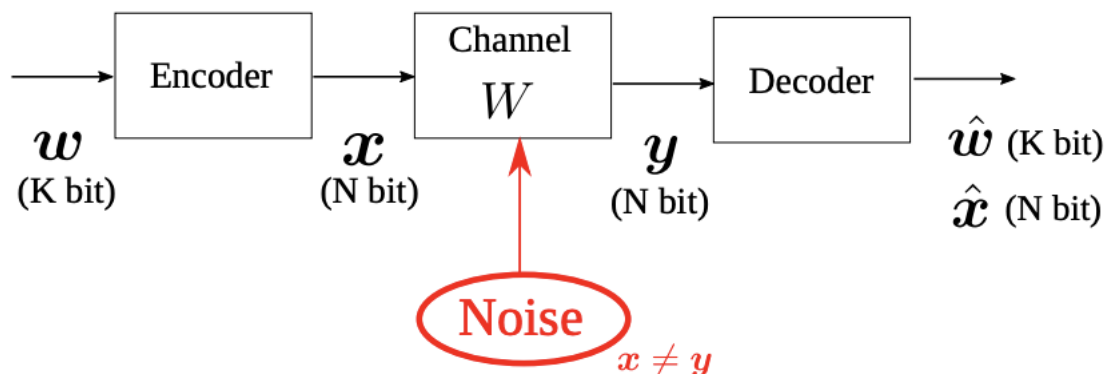 Encoder
Channel
W
Decoder
w
(K bit)
x
(N bit)
y
(N bit)
ŵ (K bit)
x̂ (N bit)
Noise
x ≠ y